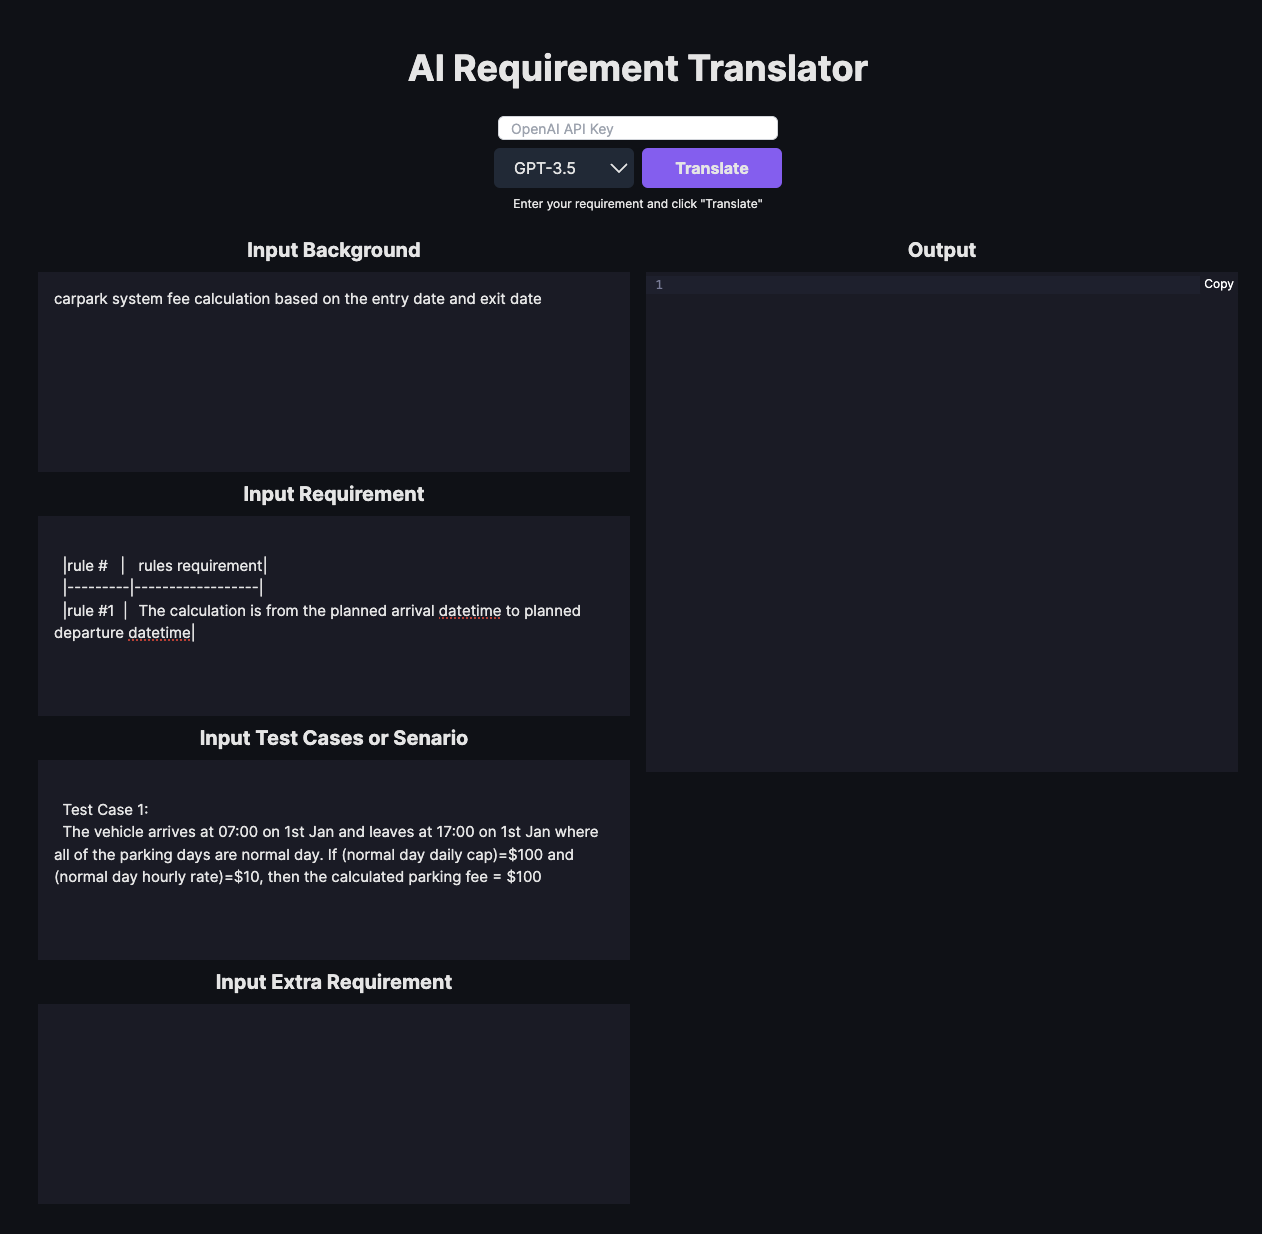 AI Requirement Translator
OpenAI API Key
GPT-3.5
Translate
Enter your requirement and click "Translate"
Input Background
carpark system fee calculation based on the entry date and exit date
Input Requirement
|rule # | rules requirement|
|---------|------------------|
|rule #1 | The calculation is from the planned arrival datetime to planned
departure datetime|
Input Test Cases or Senario
Test Case 1:
The vehicle arrives at 07:00 on 1st Jan and leaves at 17:00 on 1st Jan where
all of the parking days are normal day. If (normal day daily cap)=$100 and
(normal day hourly rate)=$10, then the calculated parking fee = $100
Input Extra Requirement
Output
1
Copy